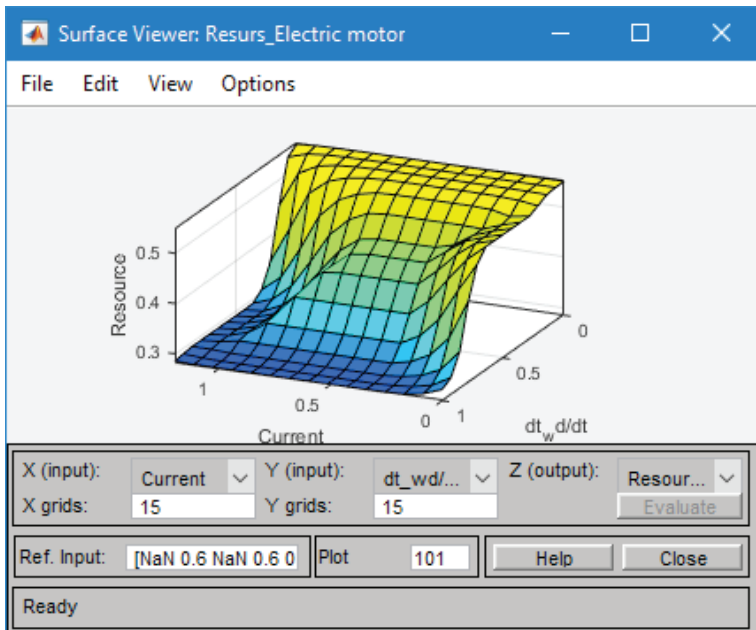 Surface Viewer: Resurs_Electric motor
File Edit View Options
0.5
0.4
0.3
Resource
1
0.5
0
Current
1
0.5
0
dt_wd/dt
X (input): Current Y (input): dt_wd/... Z (output): Resour...
X grids: 15 Y grids: 15 Evaluate
Ref. Input: [NaN 0.6 NaN 0.6 0 Plot 101 Help Close
Ready